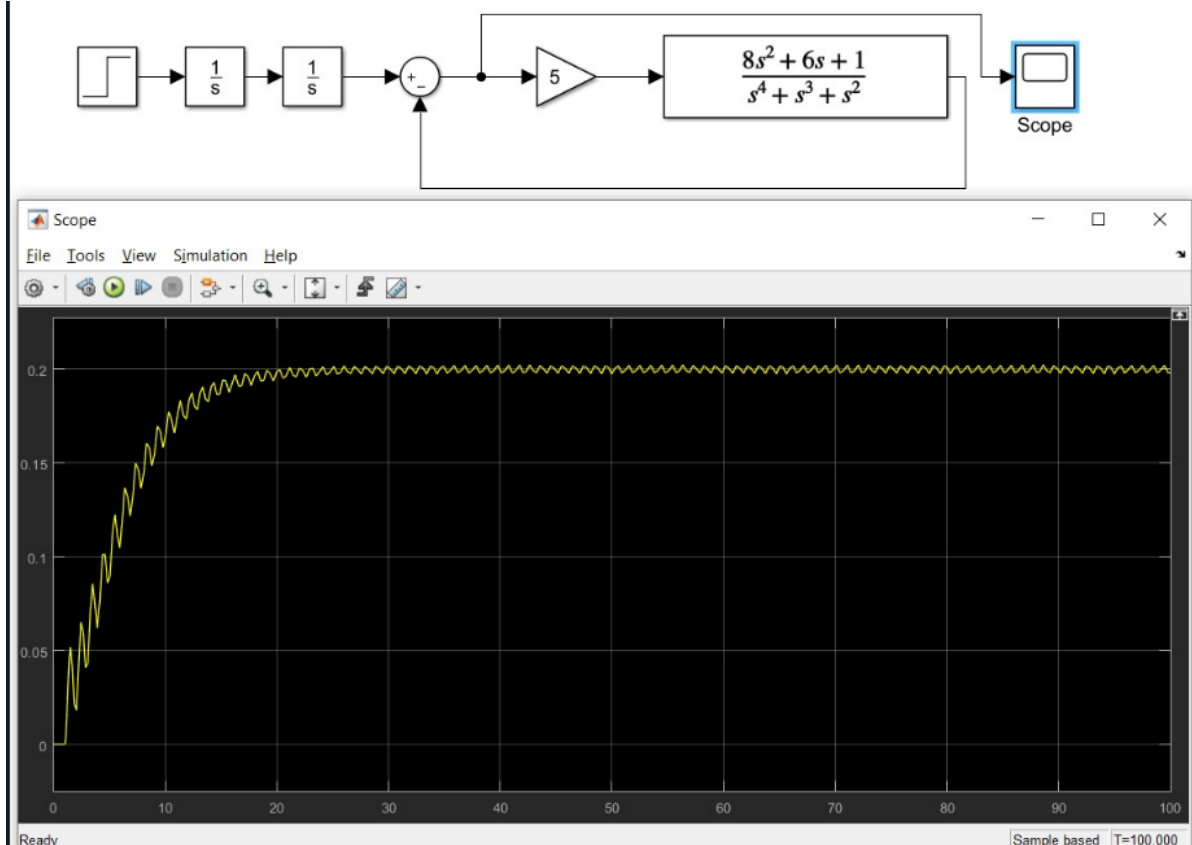 1
s
1
s
+
−
5
8s² + 6s + 1
s⁴ + s³ + s²
Scope
Scope
File Tools View Simulation Help
0.2
0.15
0.1
0.05
0
0 10 20 30 40 50 60 70 80 90 100
Ready Sample based T=100.000